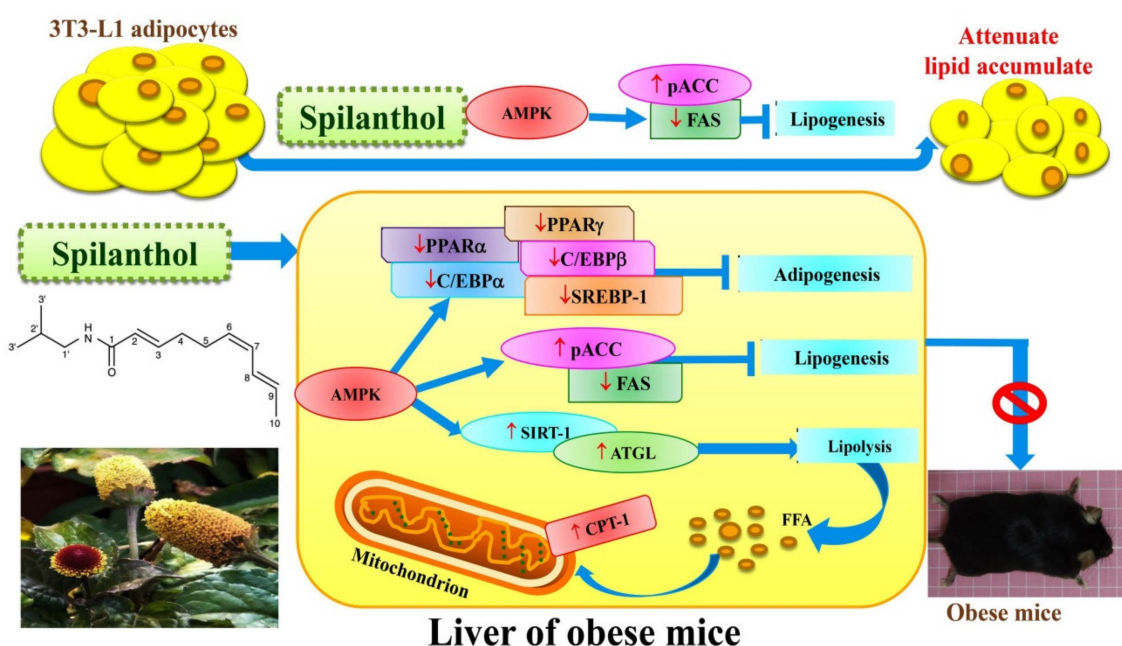 3T3-L1 adipocytes
Attenuate
lipid accumulate
Spilanthol
AMPK
↑ pACC
↓ FAS
Lipogenesis
Spilanthol
↓PPARγ
↓PPARα
↓C/EBPβ
↓C/EBPα
↓SREBP-1
Adipogenesis
AMPK
↑ pACC
↓ FAS
Lipogenesis
↑ SIRT-1
↑ ATGL
Lipolysis
↑ CPT-1
FFA
Mitochondrion
3'
2'
3'
1'
H
N
1
O
2
3
4
5
6
7
8
9
10
Obese mice
Liver of obese mice